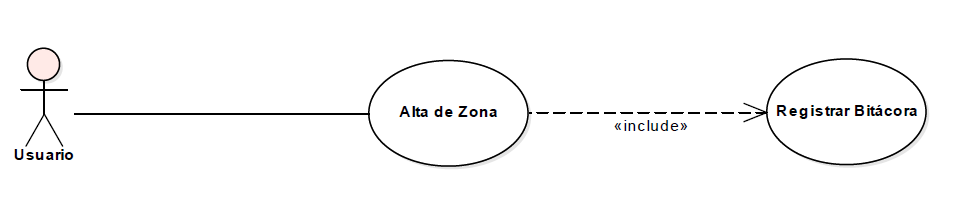 Usuario
Alta de Zona
«include»
Registrar Bitácora